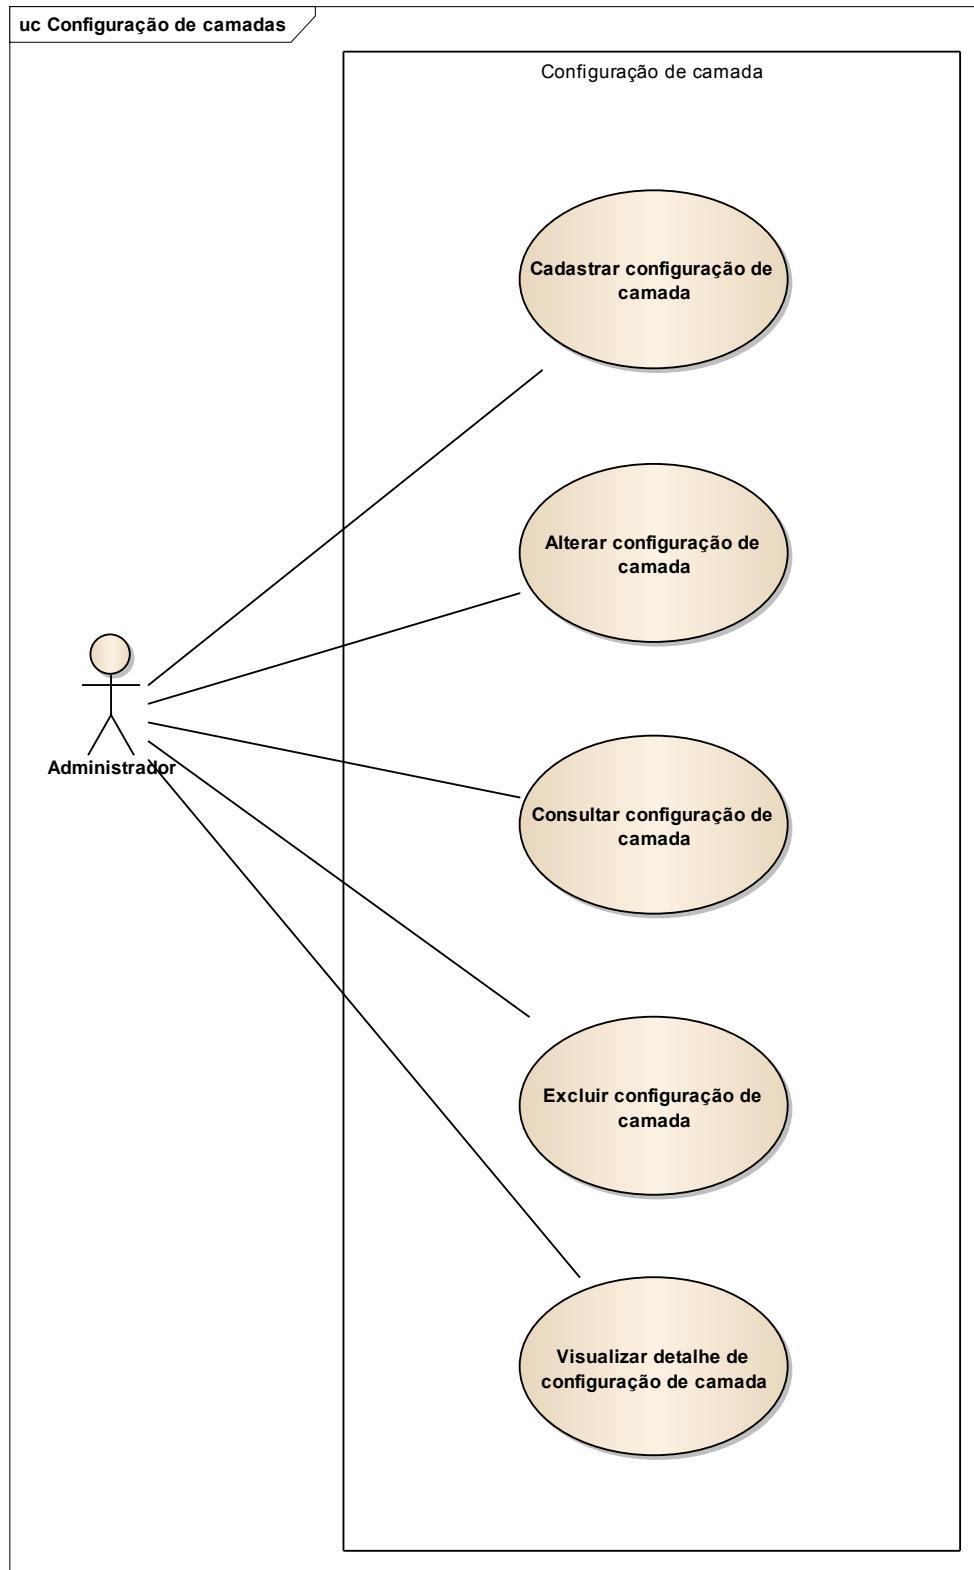 uc Configuração de camadas
Configuração de camada
Cadastrar configuração de
camada
Alterar configuração de
camada
Administrador
Consultar configuração de
camada
Excluir configuração de
camada
Visualizar detalhe de
configuração de camada